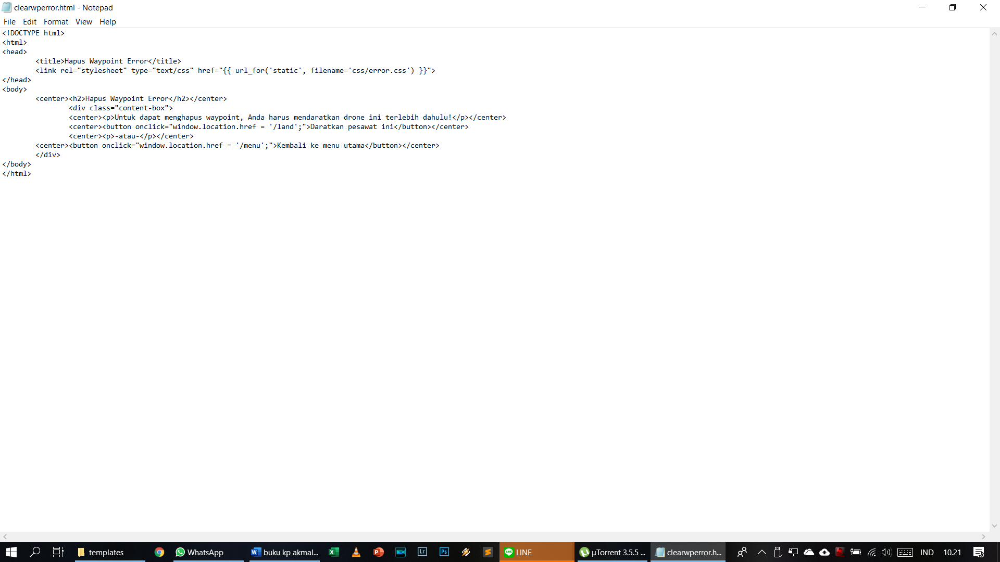 clearwperror.html - Notepad
File Edit Format View Help
<!DOCTYPE html>
<html>
<head>
	<title>Hapus Waypoint Error</title>
	<link rel="stylesheet" type="text/css" href="{{ url_for('static', filename='css/error.css') }}">
</head>
<body>
	<center><h2>Hapus Waypoint Error</h2></center>
		<div class="content-box">
		<center><p>Untuk dapat menghapus waypoint, Anda harus mendaratkan drone ini terlebih dahulu!</p></center>
		<center><button onclick="window.location.href = '/land';">Daratkan pesawat ini</button></center>
		<center><p>-atau-</p></center>
	<center><button onclick="window.location.href = '/menu';">Kembali ke menu utama</button></center>
	</div>
</body>
</html>
templates WhatsApp W buku kp akmal... X P Lr Ps S LINE µTorrent 3.5.5 ... clearwperror.h... IND 10.21